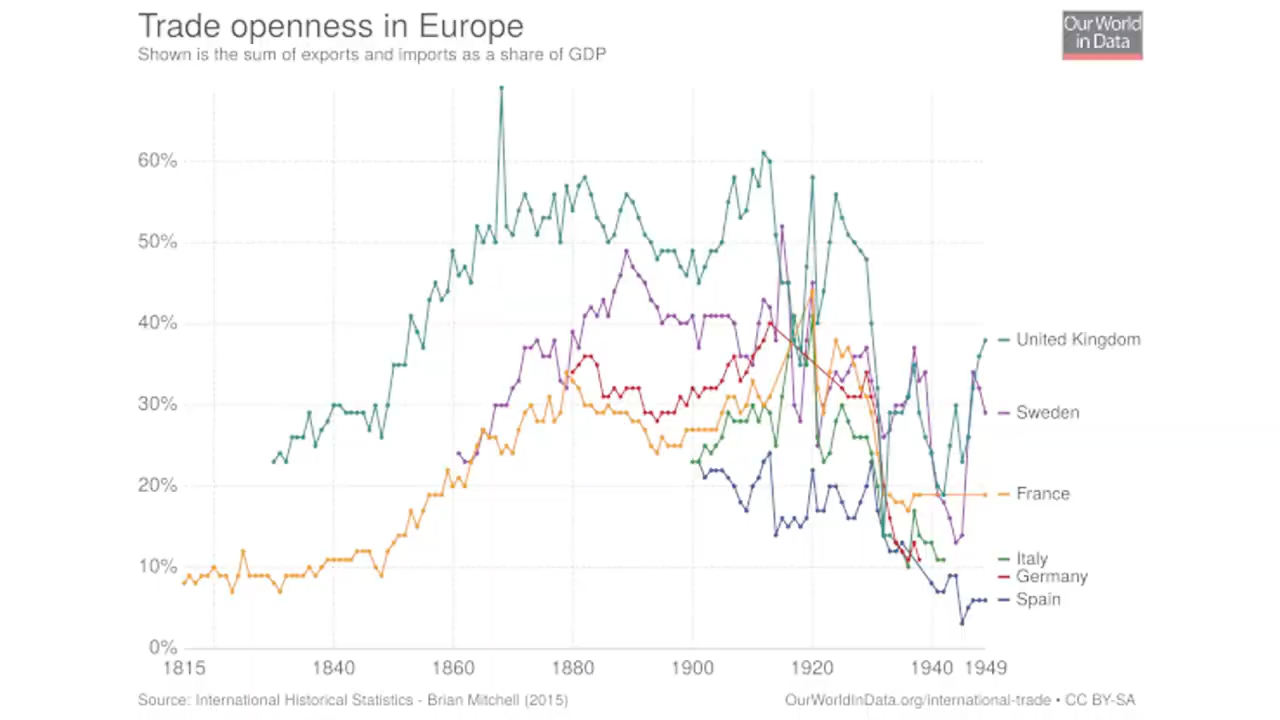 Trade openness in Europe
Shown is the sum of exports and imports as a share of GDP
Our World
in Data
60%
50%
40%
30%
20%
10%
0%
United Kingdom
Sweden
France
Italy
Germany
Spain
1815 1840 1860 1880 1900 1920 1940 1949
Source: International Historical Statistics - Brian Mitchell (2015)
OurWorldInData.org/international-trade • CC BY-SA